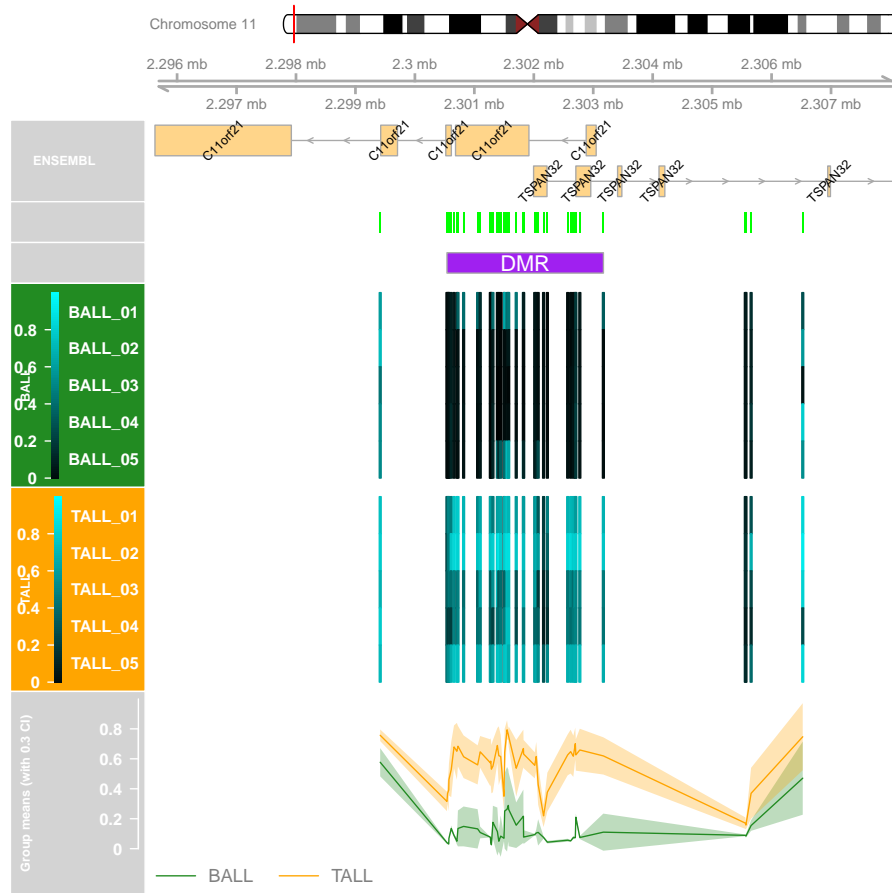 Chromosome 11
2.296 mb 2.298 mb 2.3 mb 2.302 mb 2.304 mb 2.306 mb
2.297 mb 2.299 mb 2.301 mb 2.303 mb 2.305 mb 2.307 mb
ENSEMBL
C11orf21 C11orf21 C11orf21 C11orf21 C11orf21
TSPAN32 TSPAN32 TSPAN32 TSPAN32 TSPAN32
DMR
BALL
0.8
0.6
0.4
0.2
0
BALL_01
BALL_02
BALL_03
BALL_04
BALL_05
TALL
0.8
0.6
0.4
0.2
0
TALL_01
TALL_02
TALL_03
TALL_04
TALL_05
Group means (with 0.3 CI)
0.8
0.6
0.4
0.2
0
BALL TALL